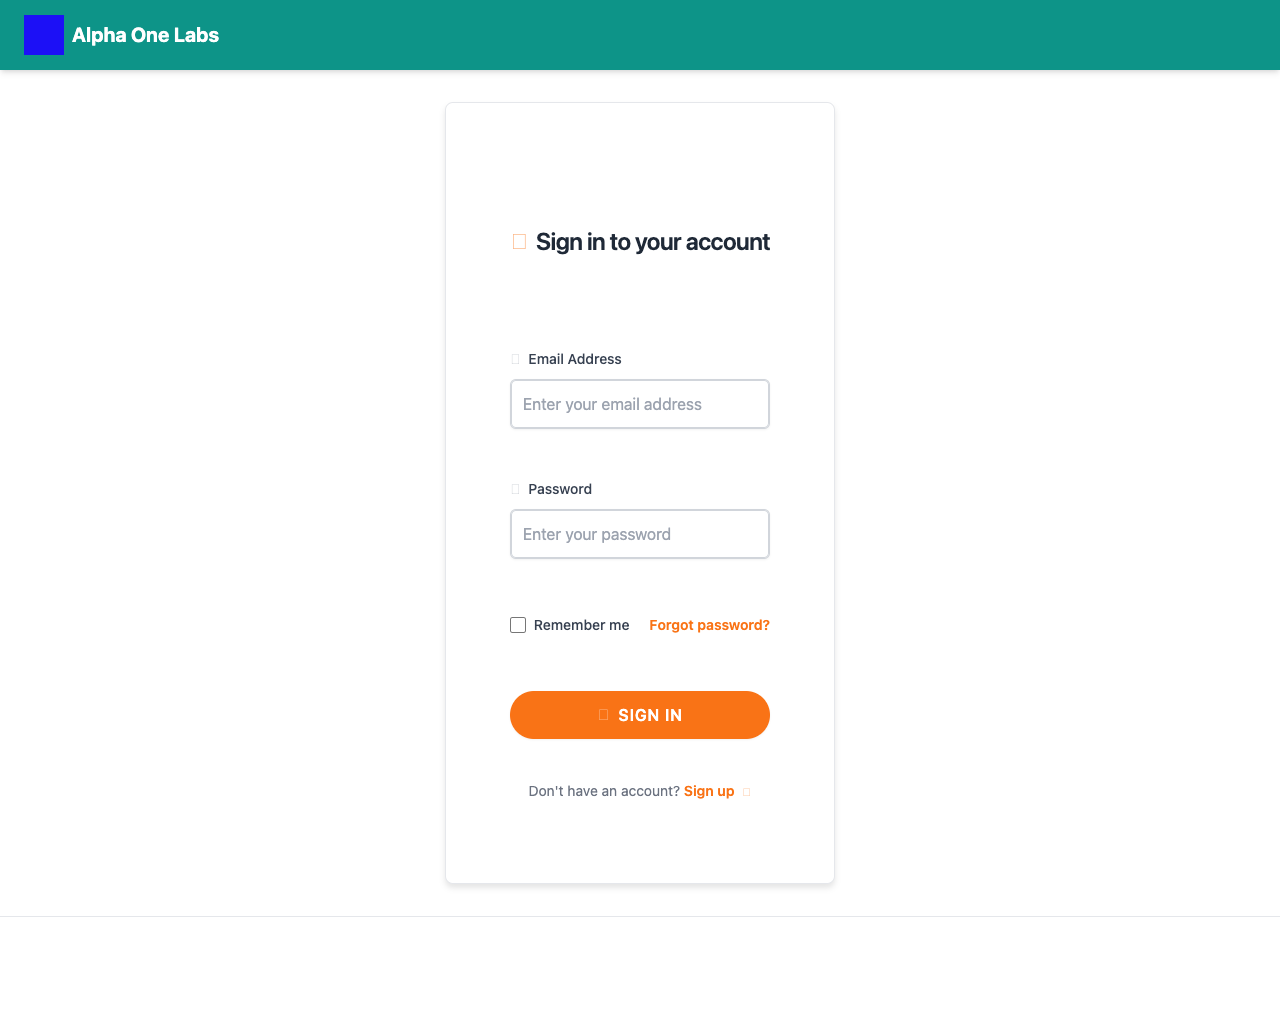 Alpha One Labs
Sign in to your account
Email Address
Enter your email address
Password
Enter your password
Remember me Forgot password?
SIGN IN
Don't have an account? Sign up